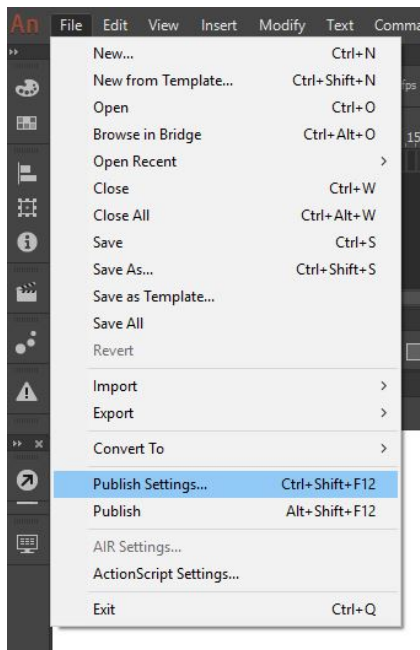 An File Edit View Insert Modify Text Comma
fps
15
New... Ctrl+N
New from Template... Ctrl+Shift+N
Open Ctrl+O
Browse in Bridge Ctrl+Alt+O
Open Recent
Close Ctrl+W
Close All Ctrl+Alt+W
Save Ctrl+S
Save As... Ctrl+Shift+S
Save as Template...
Save All
Revert
Import
Export
Convert To
Publish Settings... Ctrl+Shift+F12
Publish Alt+Shift+F12
AIR Settings...
ActionScript Settings...
Exit Ctrl+Q